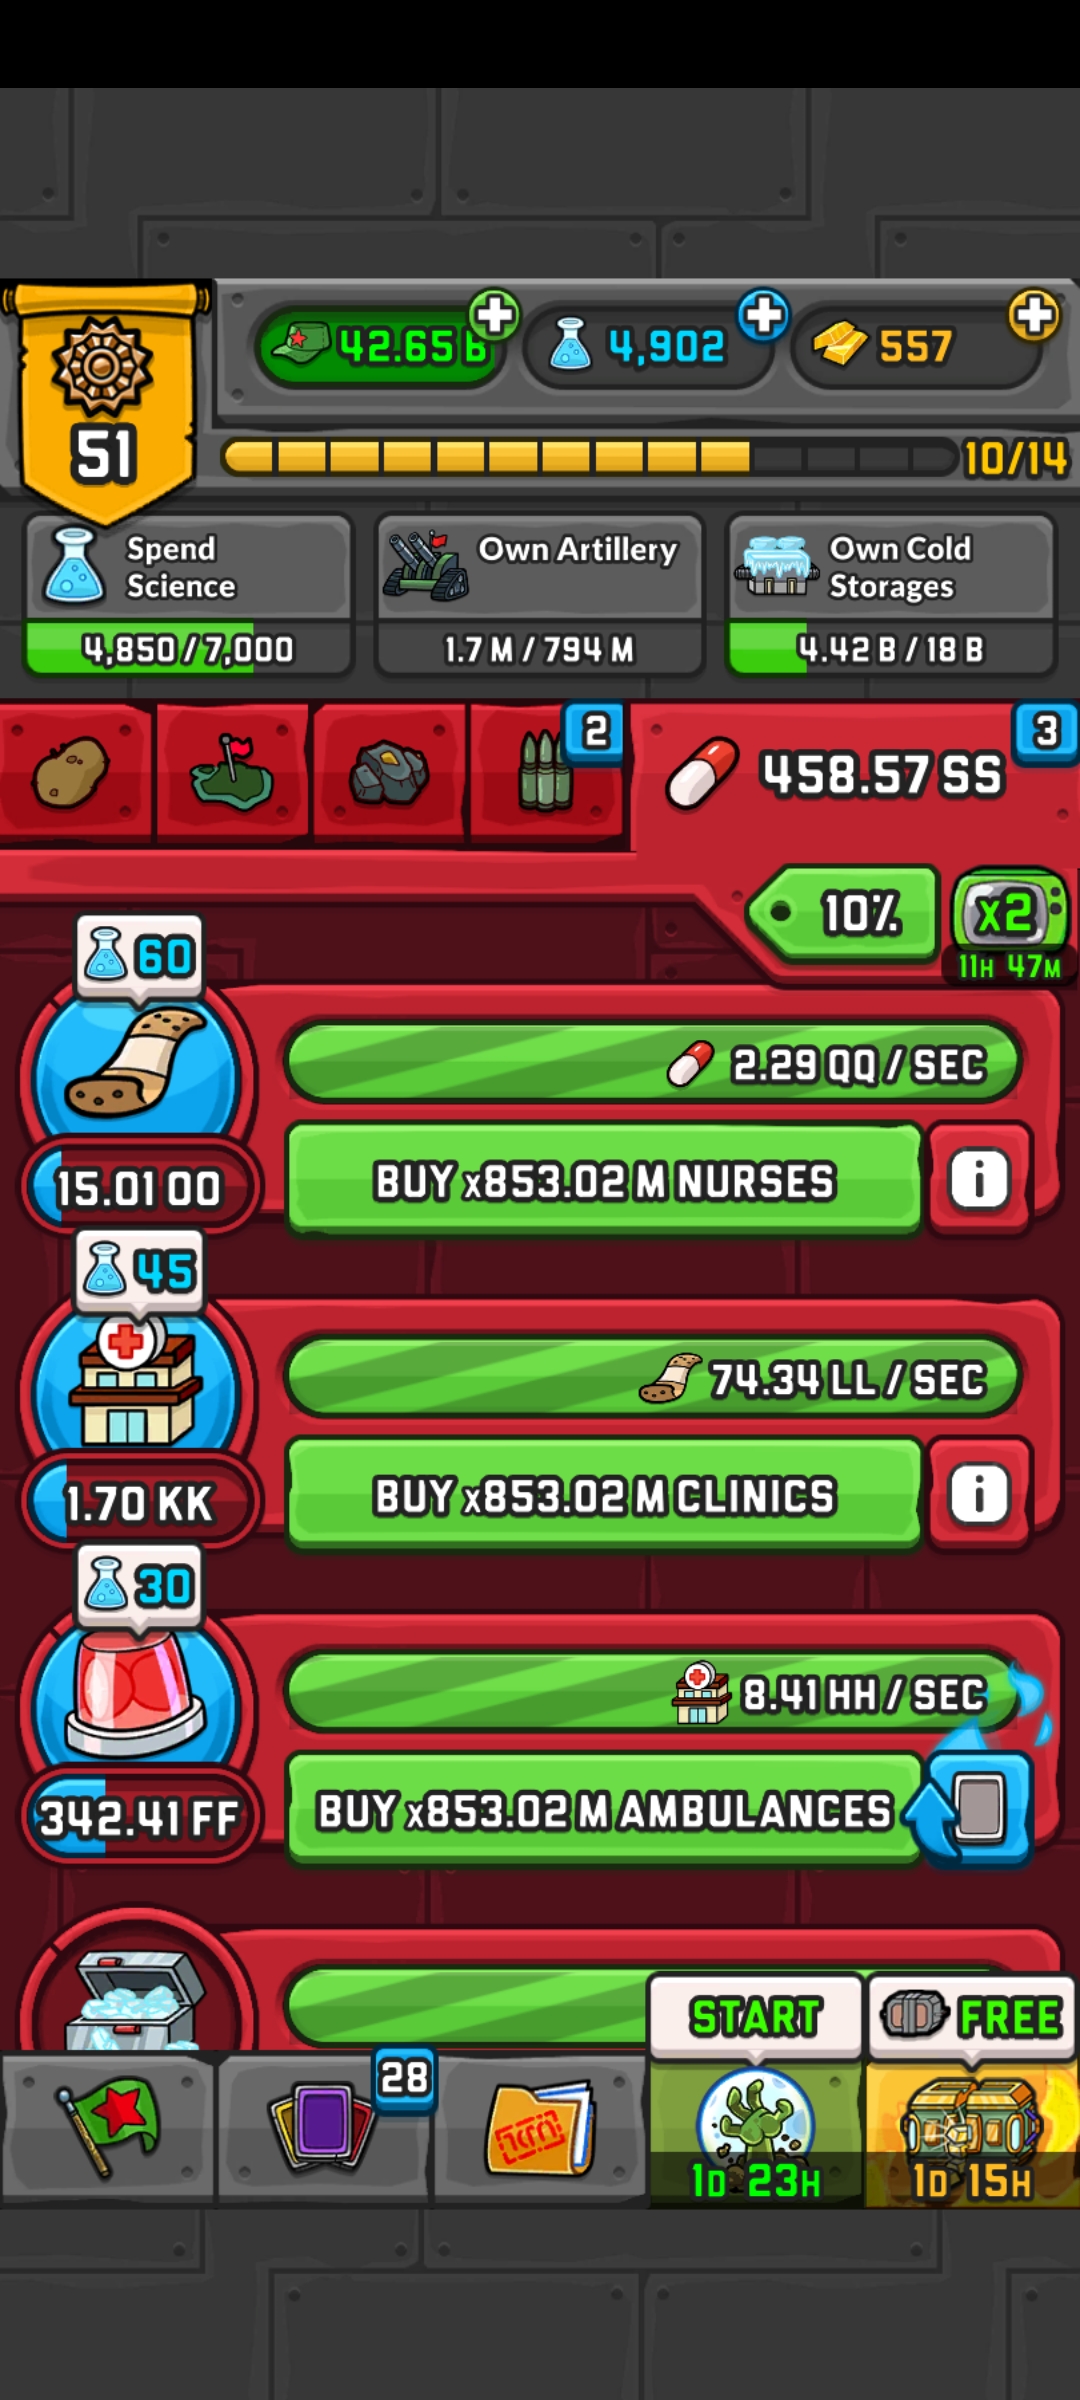 42.65 B
4,902
557
51
10/14
Spend
Science
4,850/7,000
Own Artillery
1.7 M / 794 M
Own Cold
Storages
4.42 B / 18 B
2
458.57 SS
3
10%
x2
11H 47M
60
2.29 QQ / SEC
15.01 OO
BUY x853.02 M NURSES
i
45
74.34 LL / SEC
1.70 KK
BUY x853.02 M CLINICS
i
30
8.41 HH / SEC
342.41 FF
BUY x853.02 M AMBULANCES
START
FREE
28
1D 23H
1D 15H